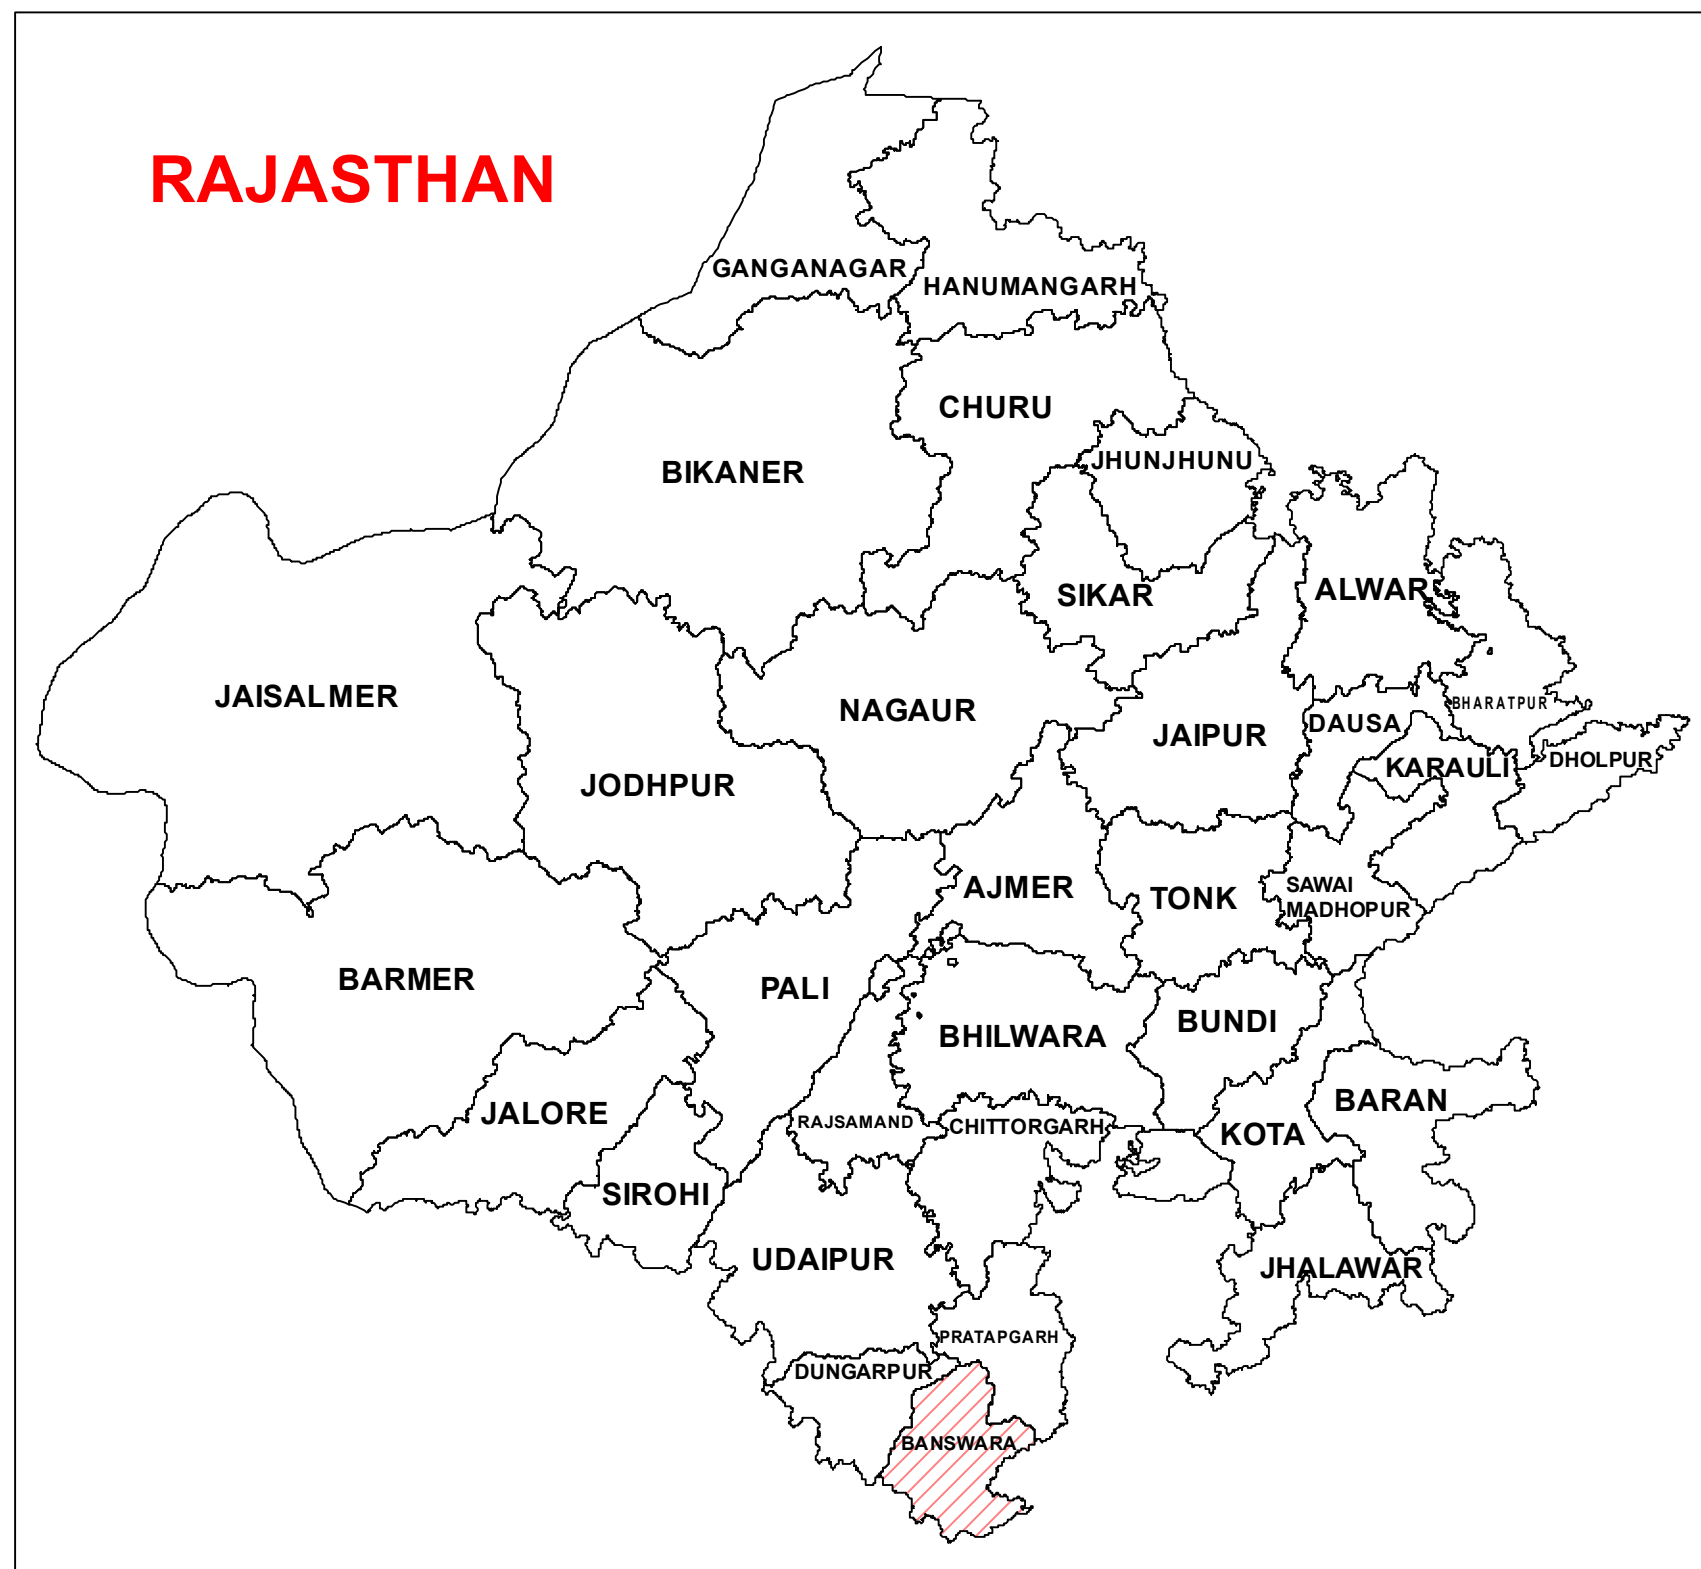 RAJASTHAN
GANGANAGAR
HANUMANGARH
CHURU
JHUNJHUNU
BIKANER
SIKAR
ALWAR
JAISALMER
NAGAUR
BHARATPUR
DAUSA
JAIPUR
DHOLPUR
KARAULI
JODHPUR
AJMER
TONK
SAWAI
MADHOPUR
BARMER
PALI
BUNDI
BHILWARA
BARAN
JALORE
RAJSAMAND
CHITTORGARH
KOTA
SIROHI
UDAIPUR
JHALAWAR
PRATAPGARH
DUNGARPUR
BANSWARA